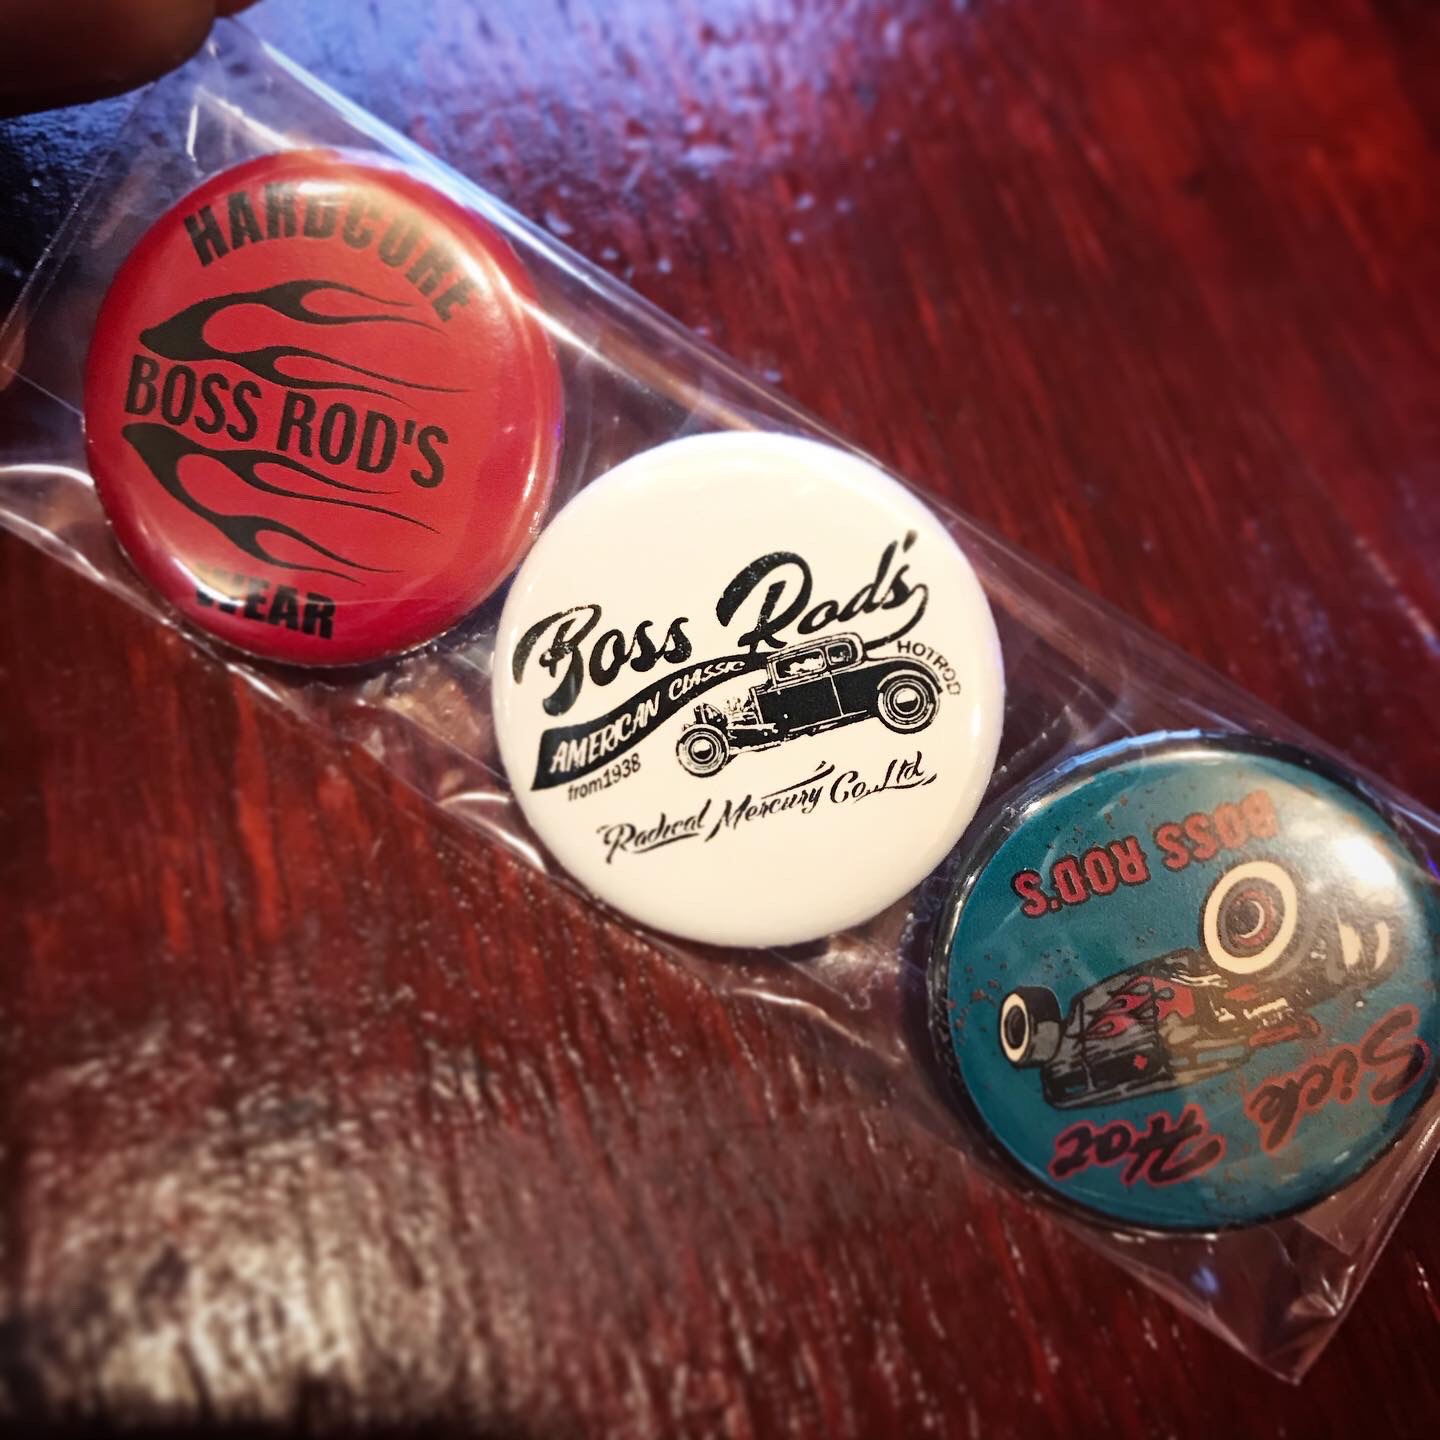 HARDCORE
BOSS ROD'S
WEAR
Boss Rod's
AMERICAN CLASSIC
HOTROD
from1938
Radical Mercury Co.,Ltd
Sick
Hot
BOSS ROD'S